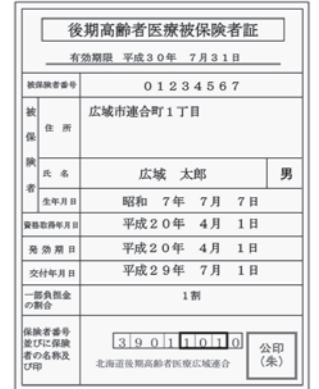 後期高齢者医療被保険者証
有効期限 平成30年 7月31日
被保険者番号 01234567
被保険者
住所 広域市連合町1丁目
氏名 広域 太郎 男
生年月日 昭和 7年 7月 7日
資格取得年月日 平成20年 4月 1日
発効期日 平成20年 4月 1日
交付年月日 平成29年 7月 1日
一部負担金の割合 1割
保険者番号並びに保険者の名称及び印 39011010
北海道後期高齢者医療広域連合
公印
(朱)